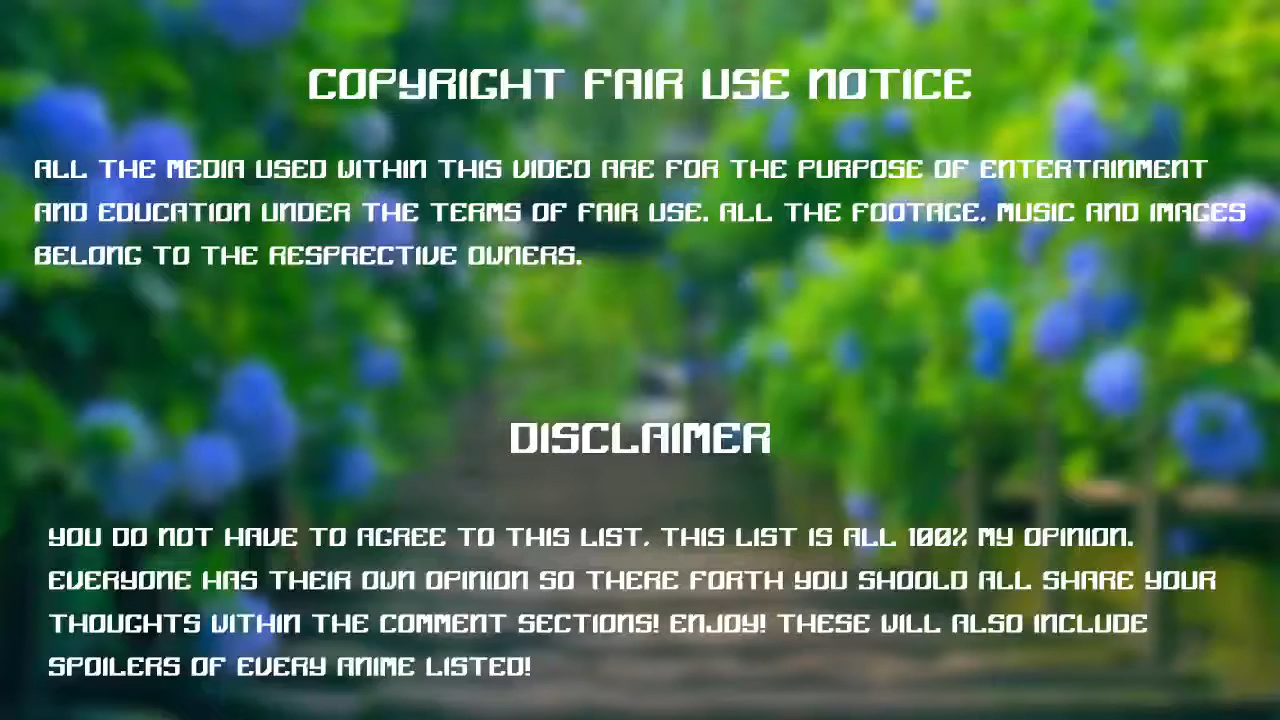 COPYRIGHT FAIR USE NOTICE
ALL THE MEDIA USED WITHIN THIS VIDEO ARE FOR THE PURPOSE OF ENTERTAINMENT
AND EDUCATION UNDER THE TERMS OF FAIR USE. ALL THE FOOTAGE, MUSIC AND IMAGES
BELONG TO THE RESPRECTIVE OWNERS.
DISCLAIMER
YOU DO NOT HAVE TO AGREE TO THIS LIST, THIS LIST IS ALL 100% MY OPINION.
EVERYONE HAS THEIR OWN OPINION SO THERE FORTH YOU SHOOLD ALL SHARE YOUR
THOUGHTS WITHIN THE COMMENT SECTIONS! ENJOY! THESE WILL ALSO INCLUDE
SPOILERS OF EVERY ANIME LISTED!